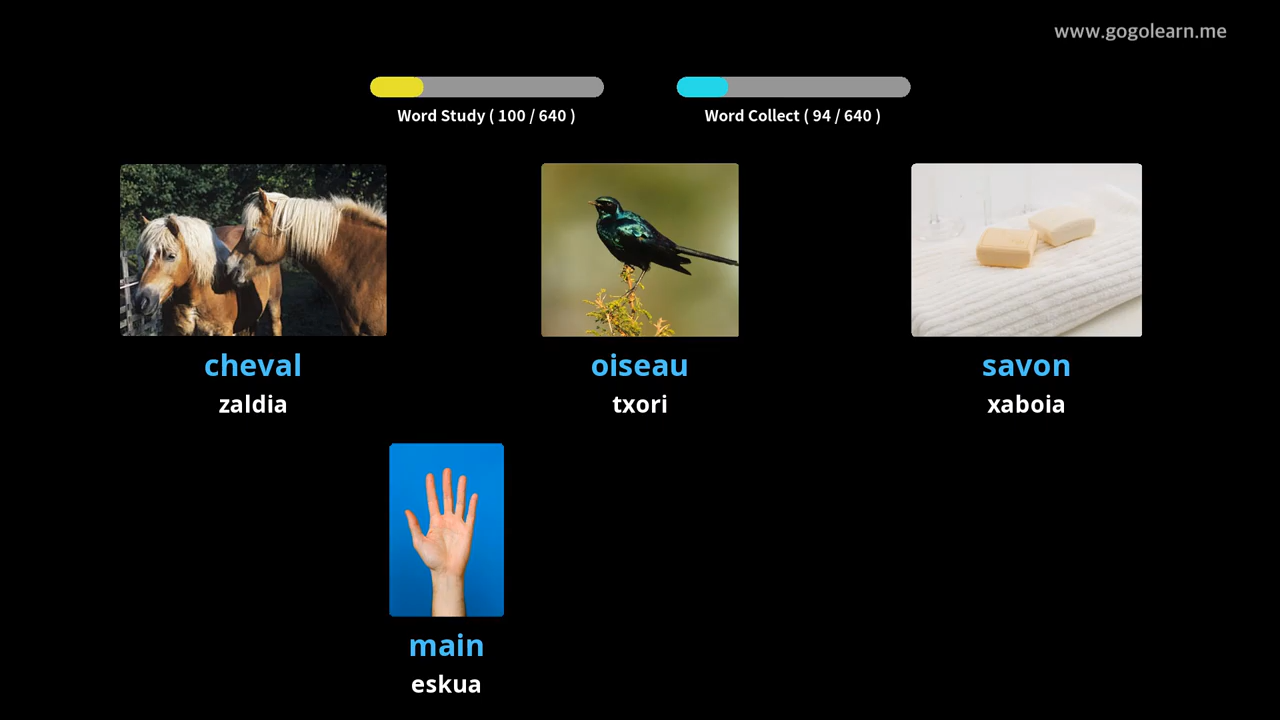 www.gogolearn.me
Word Study ( 100 / 640 )
Word Collect ( 94 / 640 )
cheval
zaldia
oiseau
txori
savon
xaboia
main
eskua